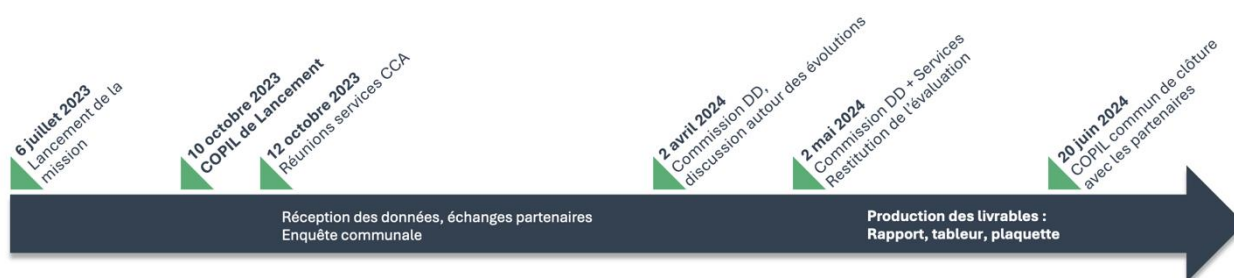 6 juillet 2023
Lancement de la
mission
10 octobre 2023
COPIL de Lancement
12 octobre 2023
Réunions services CCA
2 avril 2024
Commission DD,
discussion autour des évolutions
2 mai 2024
Commission DD + Services
Restitution de l'évaluation
20 juin 2024
COPIL commun de clôture
avec les partenaires
Réception des données, échanges partenaires
Enquête communale
Production des livrables :
Rapport, tableur, plaquette